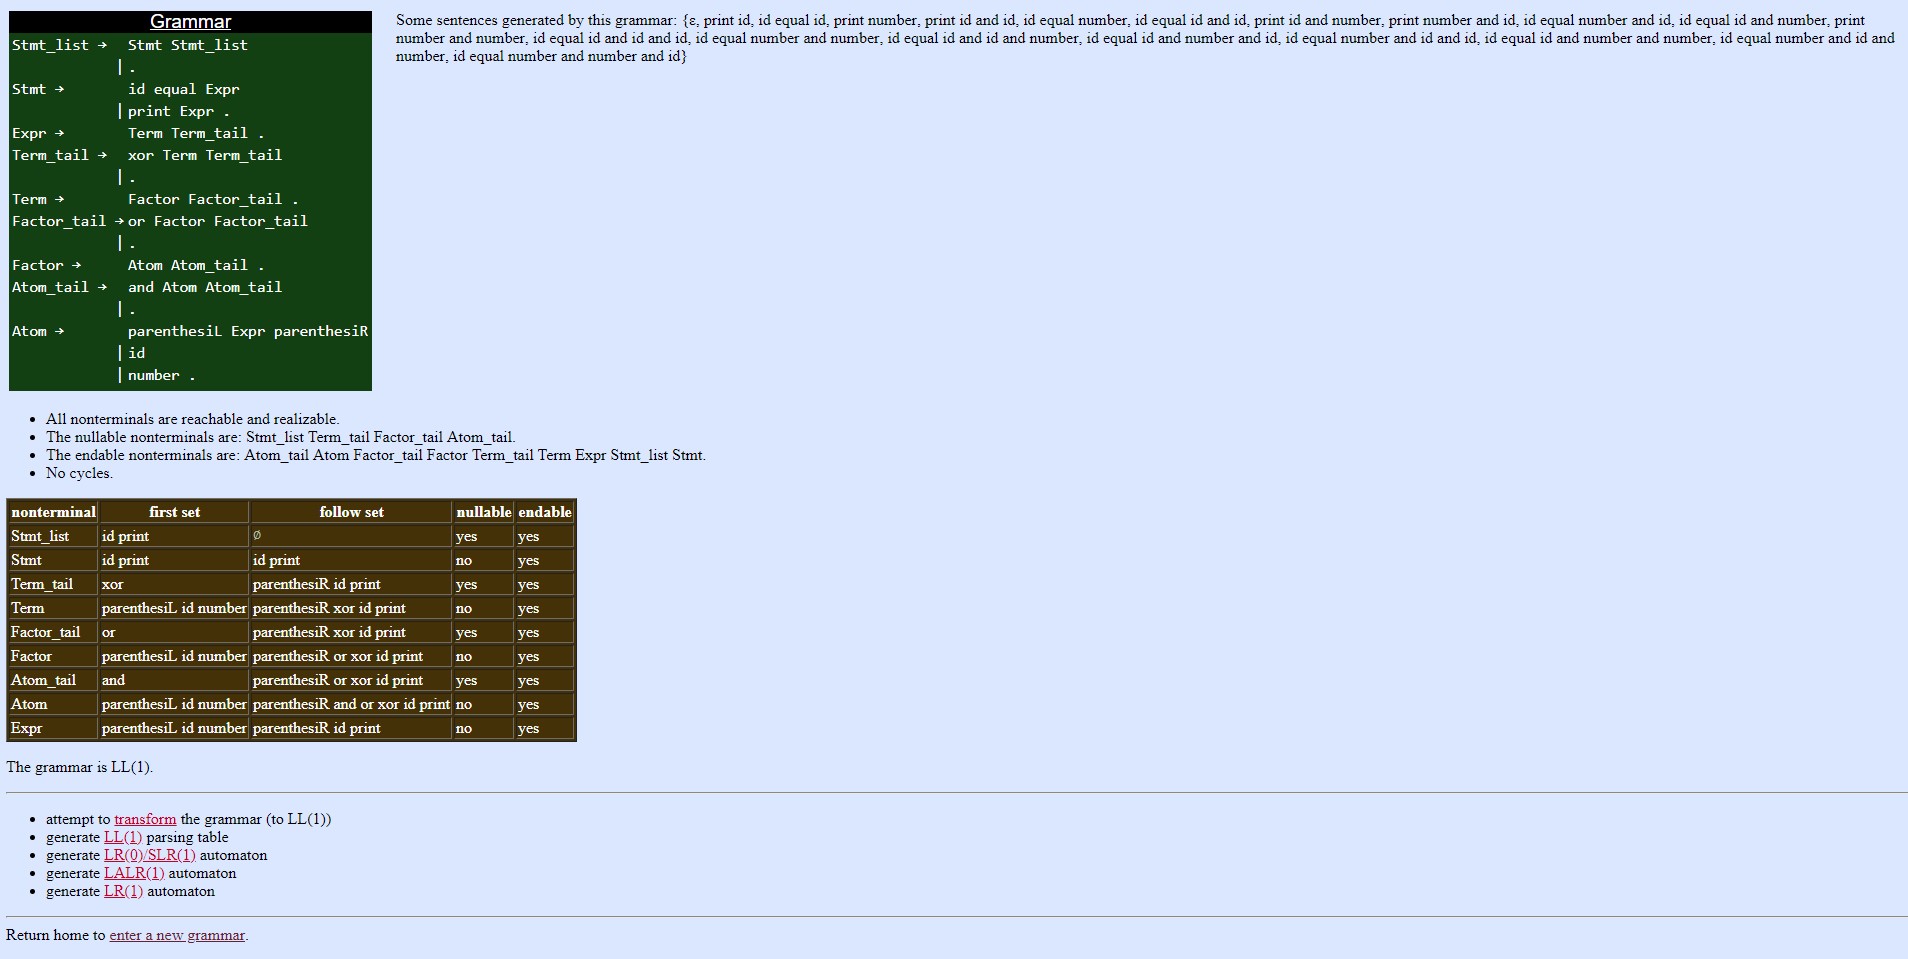 Grammar
Stmt_list → Stmt Stmt_list
| .
Stmt → id equal Expr
| print Expr .
Expr → Term Term_tail .
Term_tail → xor Term Term_tail
| .
Term → Factor Factor_tail .
Factor_tail → or Factor Factor_tail
| .
Factor → Atom Atom_tail .
Atom_tail → and Atom Atom_tail
| .
Atom → parenthesiL Expr parenthesiR
| id
| number .
Some sentences generated by this grammar: {ε, print id, id equal id, print number, print id and id, id equal number, id equal id and id, print id and number, print number and id, id equal number and id, id equal id and number, print
number and number, id equal id and id and id, id equal number and number, id equal id and id and number, id equal id and number and id, id equal number and id and id, id equal id and number and number, id equal number and id and
number, id equal number and number and id}
• All nonterminals are reachable and realizable.
• The nullable nonterminals are: Stmt_list Term_tail Factor_tail Atom_tail.
• The endable nonterminals are: Atom_tail Atom Factor_tail Factor Term_tail Term Expr Stmt_list Stmt.
• No cycles.
nonterminal first set follow set nullable endable
Stmt_list id print ∅ yes yes
Stmt id print id print no yes
Term_tail xor parenthesiR id print yes yes
Term parenthesiL id number parenthesiR xor id print no yes
Factor_tail or parenthesiR xor id print yes yes
Factor parenthesiL id number parenthesiR or xor id print no yes
Atom_tail and parenthesiR or xor id print yes yes
Atom parenthesiL id number parenthesiR and or xor id print no yes
Expr parenthesiL id number parenthesiR id print no yes
The grammar is LL(1).
• attempt to transform the grammar (to LL(1))
• generate LL(1) parsing table
• generate LR(0)/SLR(1) automaton
• generate LALR(1) automaton
• generate LR(1) automaton
Return home to enter a new grammar.